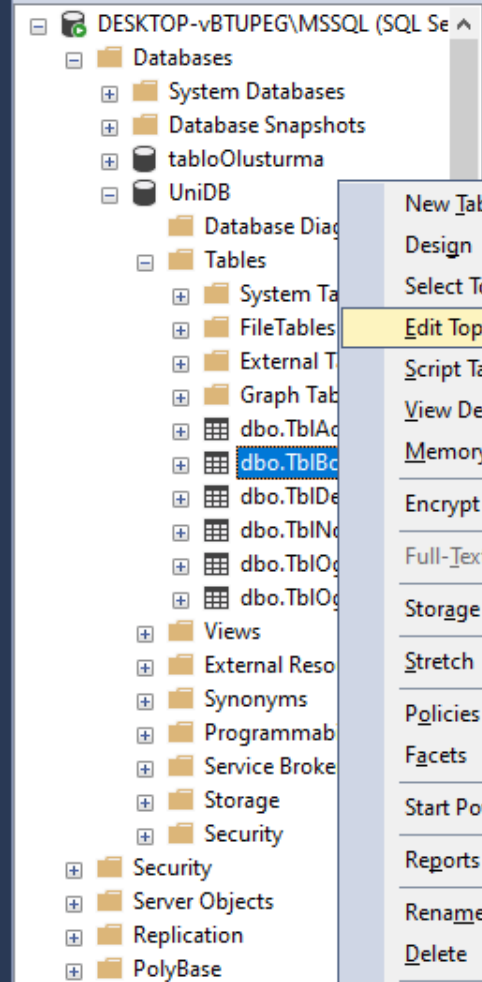 DESKTOP-vBTUPEG\MSSQL (SQL Se
Databases
System Databases
Database Snapshots
tabloOlusturma
UniDB
Database Diag
Tables
System Ta
FileTables
External T
Graph Tab
dbo.TblAc
dbo.TblBo
dbo.TblDe
dbo.TblNo
dbo.TblOg
dbo.TblOg
Views
External Reso
Synonyms
Programmab
Service Broke
Storage
Security
Security
Server Objects
Replication
PolyBase
New Tab
Design
Select To
Edit Top
Script Ta
View De
Memory
Encrypt
Full-Tex
Storage
Stretch
Policies
Facets
Start Po
Reports
Rename
Delete